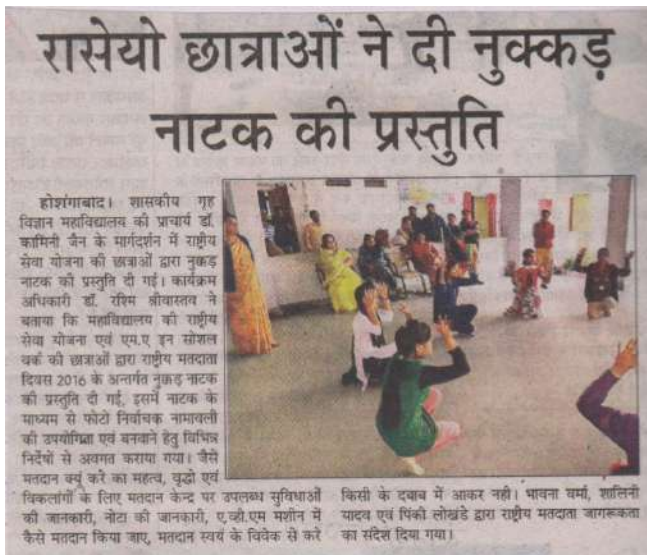 रासेयो छात्राओं ने दी नुक्कड़
नाटक की प्रस्तुति
होशंगाबाद। शासकीय गृह
विज्ञान महाविद्यालय की प्राचार्य डॉ.
कामिनी जैन के मार्गदर्शन में राष्ट्रीय
सेवा योजना की छात्राओं द्वारा नुक्कड़
नाटक की प्रस्तुति दी गई। कार्यक्रम
अधिकारी डॉ. रश्मि श्रीवास्तव ने
बताया कि महाविद्यालय की राष्ट्रीय
सेवा योजना एवं एम.ए इन सोशल
वर्क की छात्राओं द्वारा राष्ट्रीय मतदाता
दिवस 2016 के अन्तर्गत नुक्कड़ नाटक
की प्रस्तुति दी गई, इसमें नाटक के
माध्यम से फोटो निर्वाचक नामावली
की उपयोगिता एवं बनवाने हेतु विभिन्न
निर्देषों से अवगत कराया गया। जैसे
मतदान क्यूं करे का महत्व, वृद्धो एवं
विकलांगों के लिए मतदान केन्द्र पर उपलब्ध सुविधाओं
की जानकारी, नोटा की जानकारी, ए.व्ही.एम मशीन में
कैसे मतदान किया जाए, मतदान स्वयं के विवेक से करे
किसी के दबाब में आकर नही। भावना वर्मा, शालिनी
यादव एवं पिंकी लोखंडे द्वारा राष्ट्रीय मतदाता जागरूकता
का संदेश दिया गया।